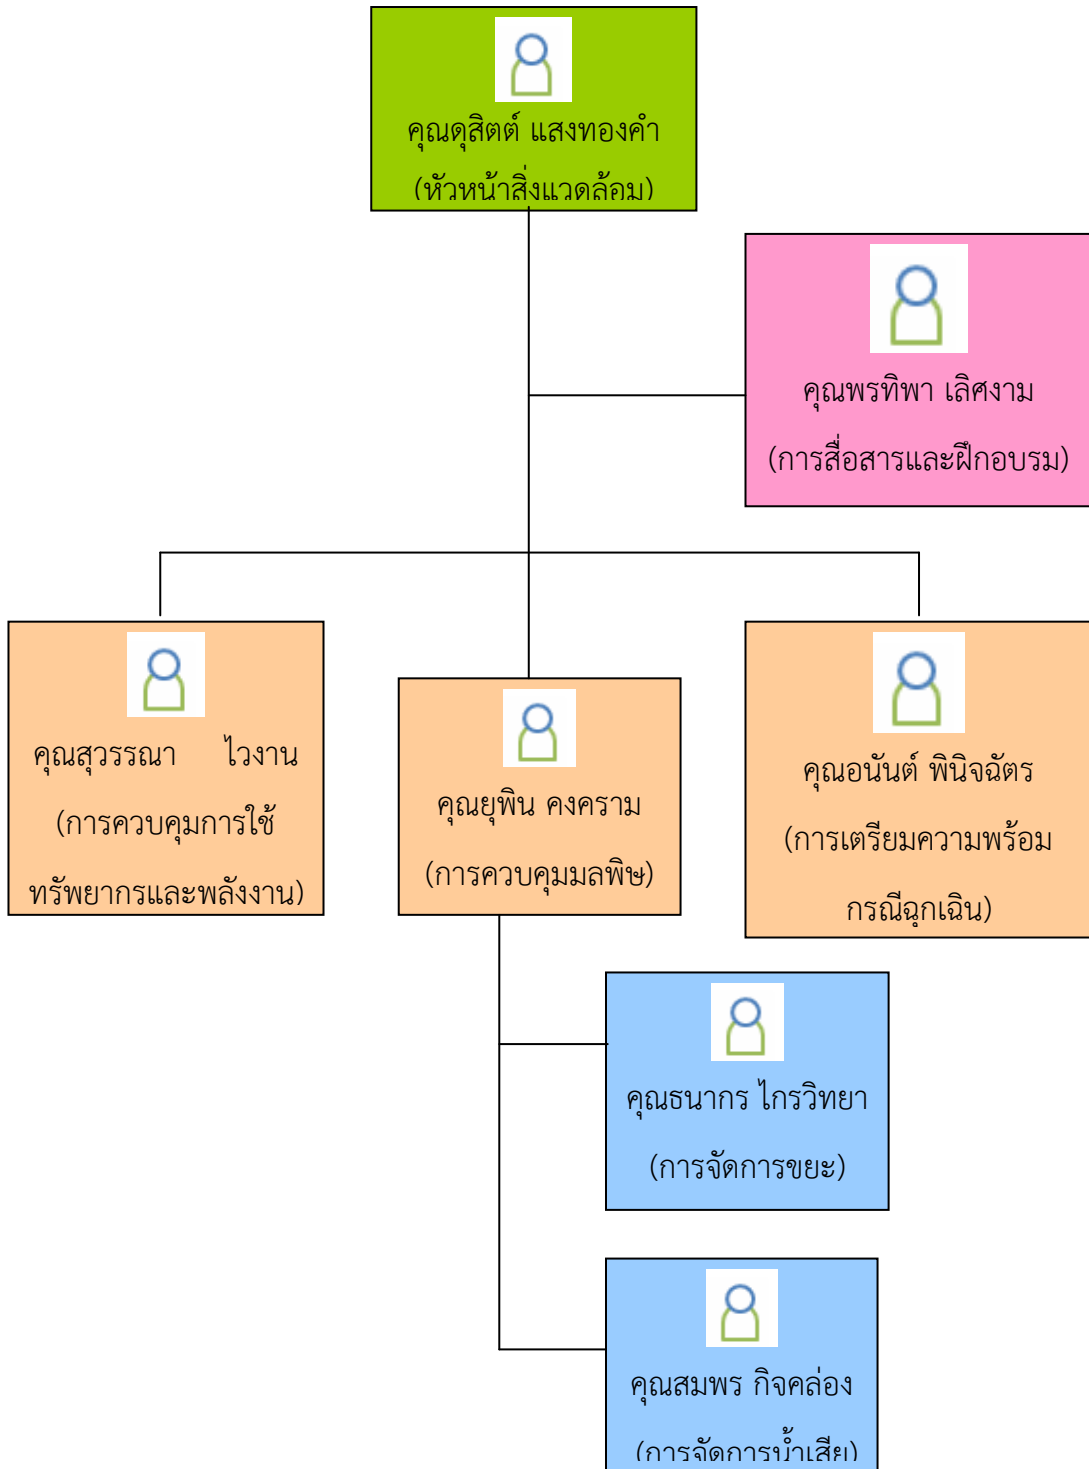 คุณดุสิตต์ แสงทองคำ
(หัวหน้าสิ่งแวดล้อม)
คุณพรทิพา เลิศงาม
(การสื่อสารและฝึกอบรม)
คุณสุวรรณา ไวงาน
(การควบคุมการใช้
ทรัพยากรและพลังงาน)
คุณยุพิน คงคราม
(การควบคุมมลพิษ)
คุณอนันต์ พินิจฉัตร
(การเตรียมความพร้อม
กรณีฉุกเฉิน)
คุณธนากร ไกรวิทยา
(การจัดการขยะ)
คุณสมพร กิจคล่อง
(การจัดการน้ำเสีย)